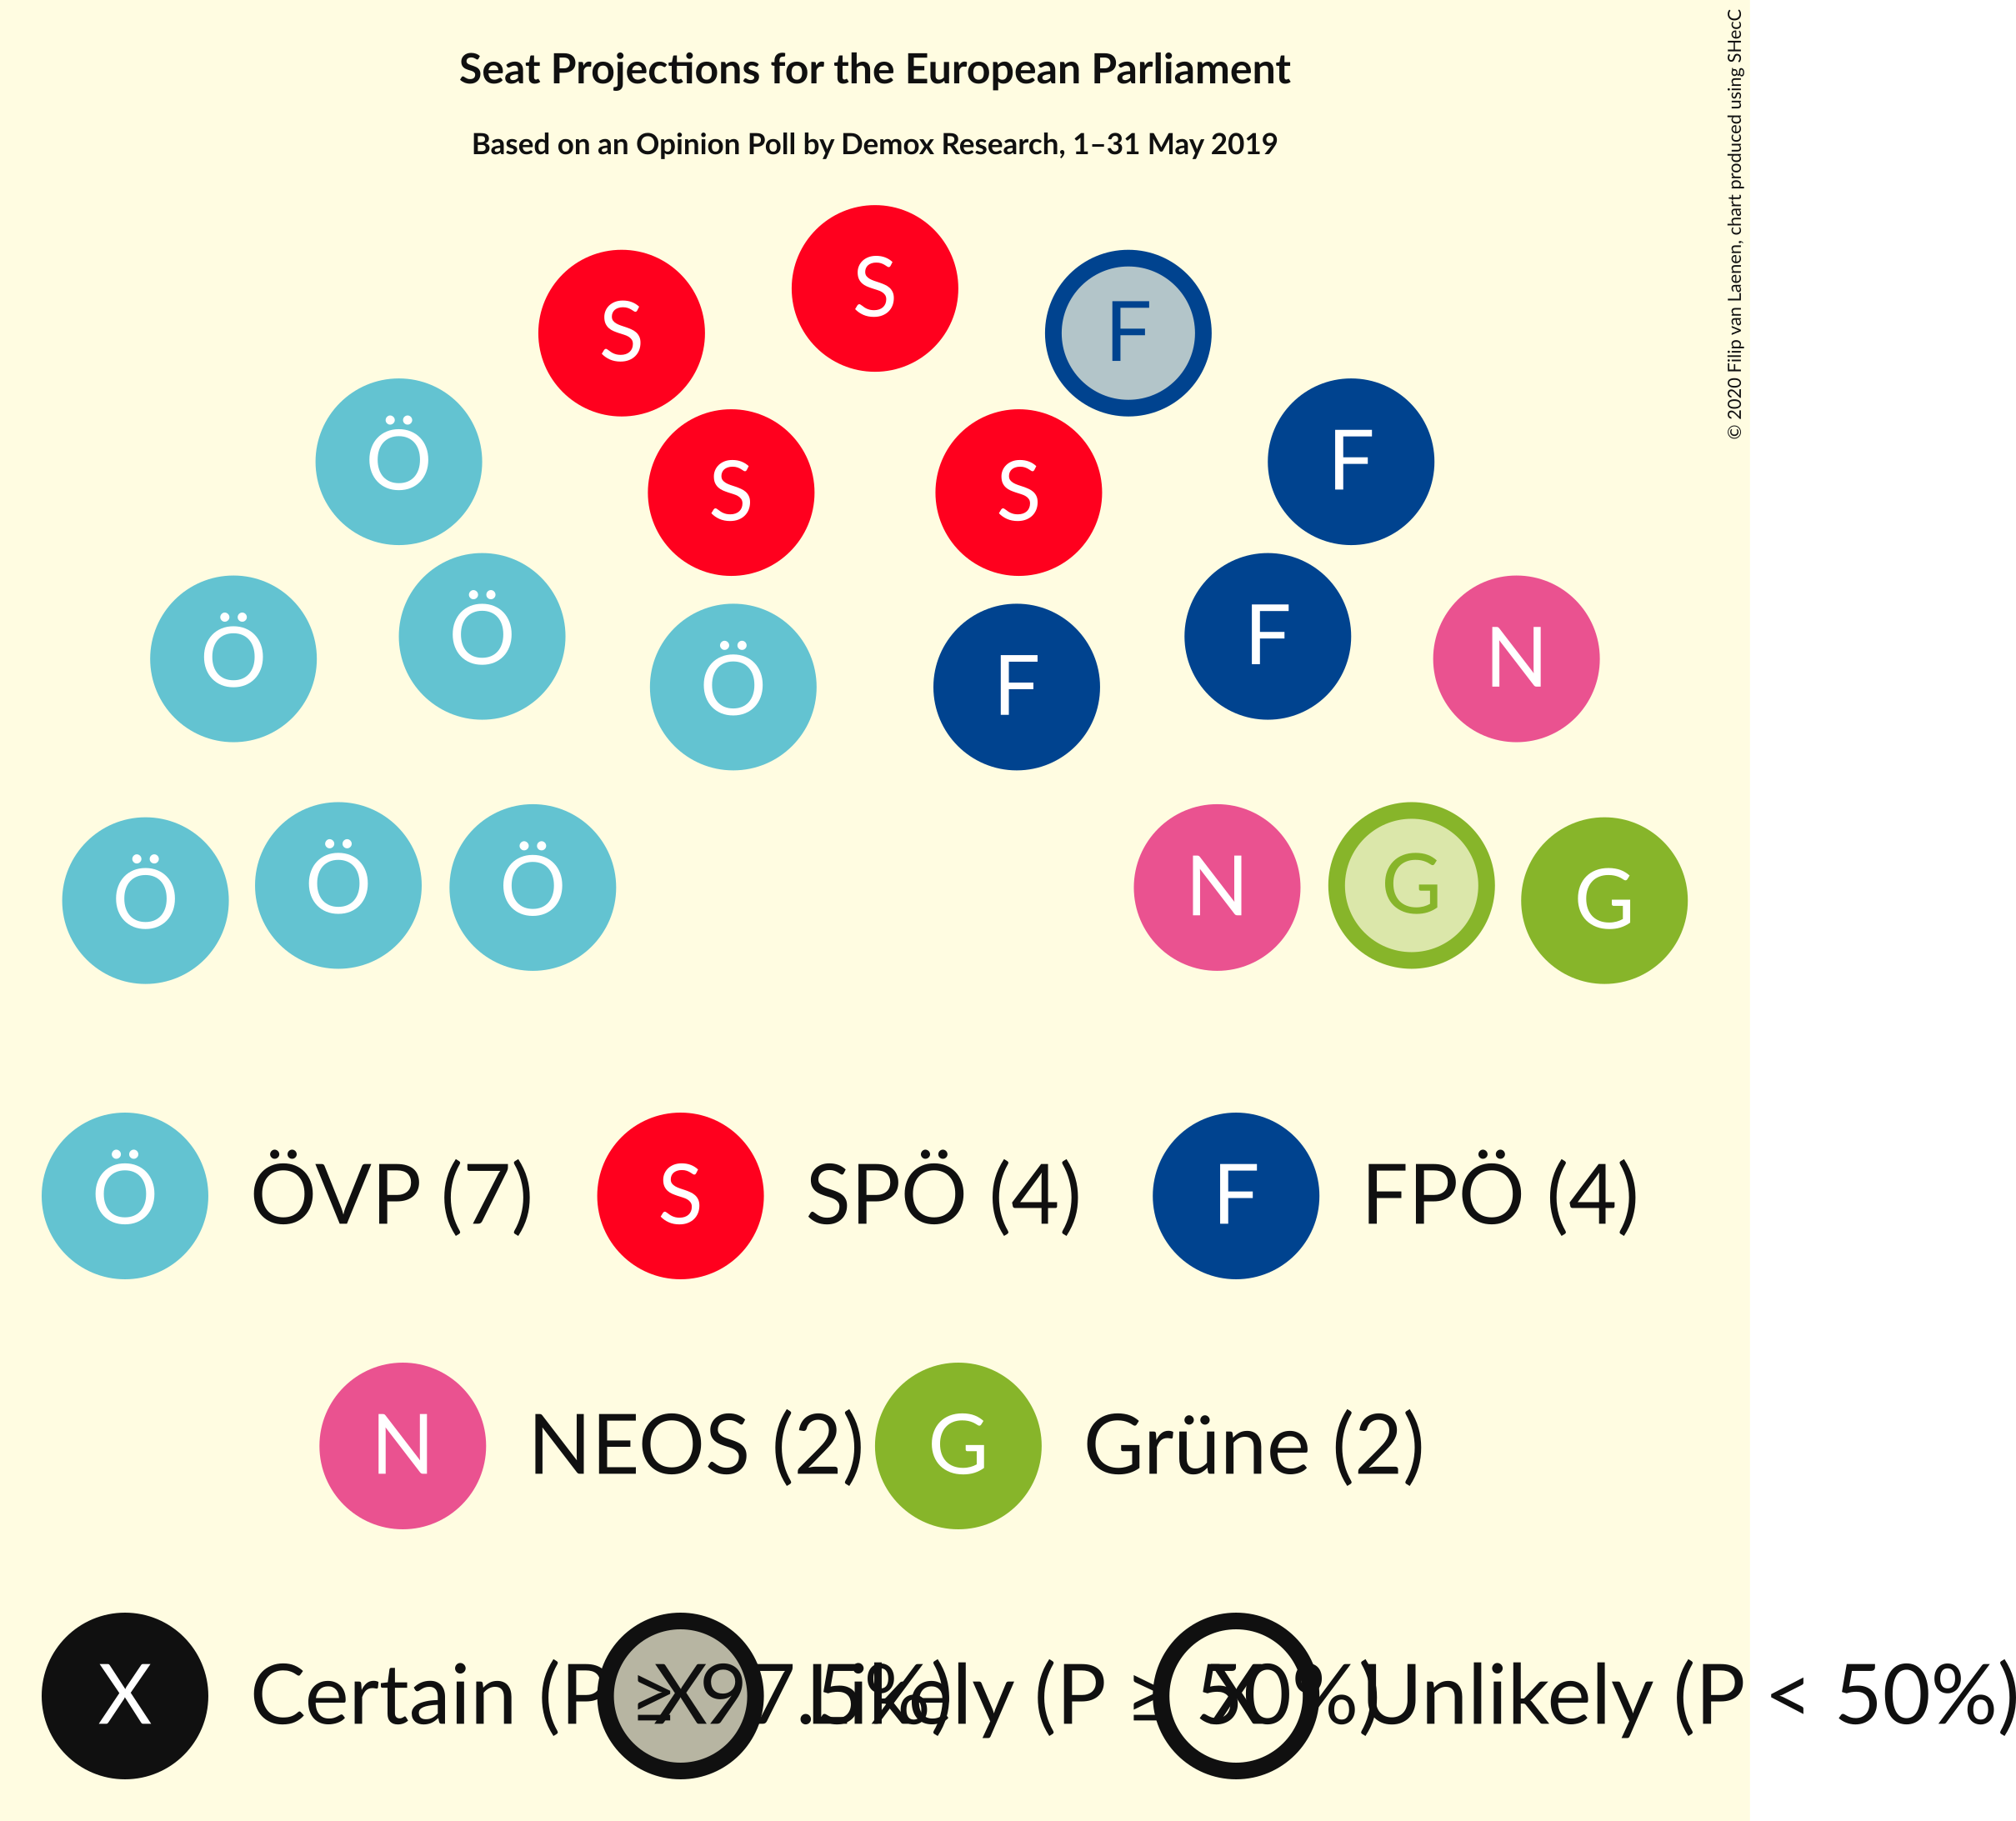 Seat Projections for the European Parliament
Based on an Opinion Poll by Demox Research, 1–31 May 2019
© 2020 Filip van Laenen, chart produced using SHecC
S
S
F
Ö
S
S
F
Ö
Ö
Ö
F
F
N
Ö
Ö
Ö
N
G
G
Ö ÖVP (7) S SPÖ (4) F FPÖ (4)
N NEOS (2) G Grüne (2)
X Certain (P ≥ 97.5%) X Likely (P ≥ 50%) X Unlikely (P < 50%)